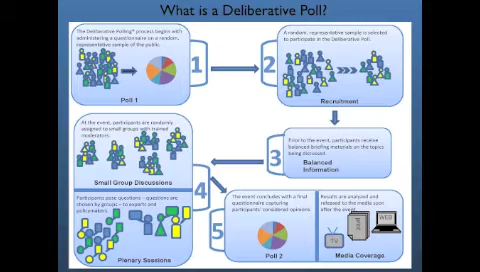 What is a Deliberative Poll?
The Deliberative Polling® process begins with
administering a questionnaire on a random,
representative sample of the public.
Poll 1
1
2
A random, representative sample is selected
to participate in the Deliberative Poll.
Recruitment
3
Prior to the event, participants receive
balanced briefing materials on the topics
being discussed.
Balanced
Information
At the event, participants are randomly
assigned to small groups with trained
moderators.
Small Group Discussions
4
Participants pose questions – questions are
chosen by groups – to experts and
policymakers.
Plenary Sessions
5
The event concludes with a final
questionnaire capturing
participants' considered opinions.
Poll 2
Results are analyzed and
released to the media upon
after the event.
TV
print
WEB
Media Coverage